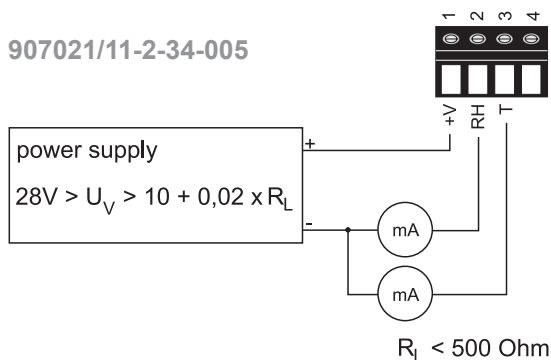 907021/11-2-34-005
1 2 3 4
+V RH T
power supply
28V > U_V > 10 + 0,02 x R_L
+
-
mA
mA
R_L < 500 Ohm